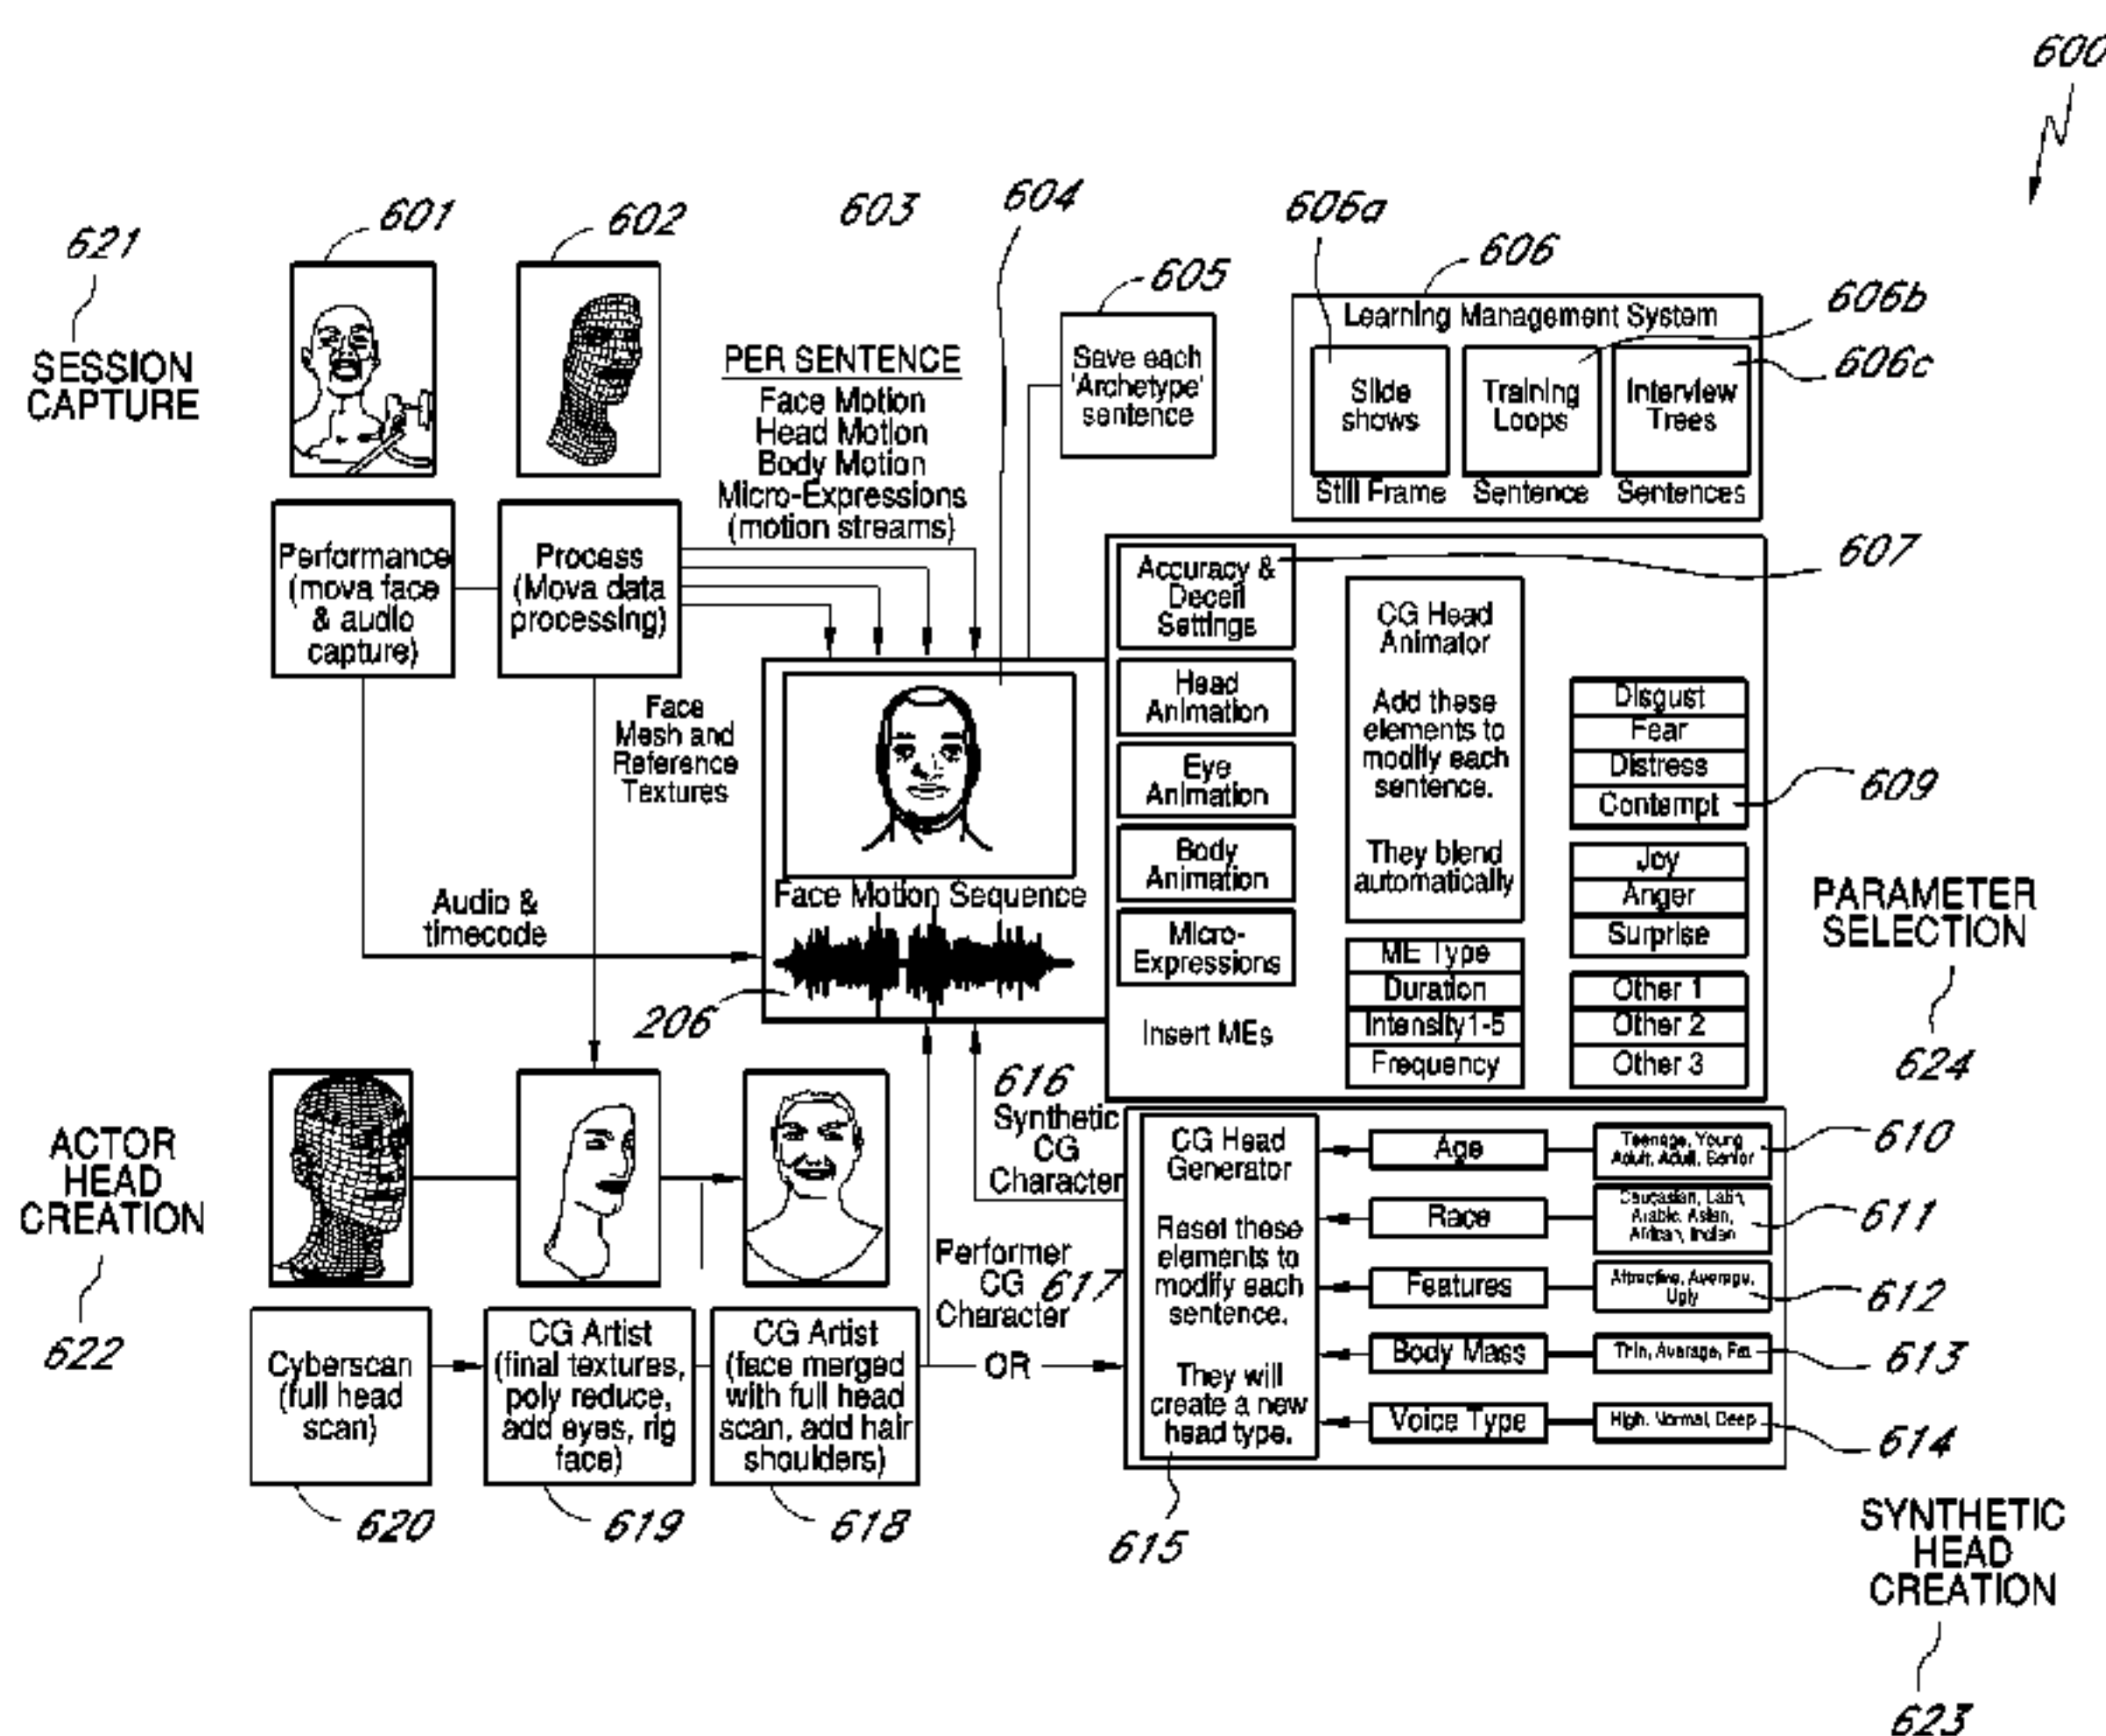 600
621
SESSION
CAPTURE
601
602
603
604
605
606a
606
606b
606c
PER SENTENCE
Face Motion
Head Motion
Body Motion
Micro-Expressions
(motion streams)
Save each
'Archetype'
sentence
Learning Management System
Slide
shows
Training
Loops
Interview
Trees
Still Frame
Sentence
Sentences
Performance
(mova face
& audio
capture)
Process
(Mova data
processing)
Face
Mesh and
Reference
Textures
Audio &
timecode
Face Motion Sequence
206
607
Accuracy &
Deceit
Settings
Head
Animation
Eye
Animation
Body
Animation
Micro-
Expressions
Insert MEs
CG Head
Animator
Add these
elements to
modify each
sentence.
They blend
automatically
ME Type
Duration
Intensity1-5
Frequency
Disgust
Fear
Distress
Contempt
609
Joy
Anger
Surprise
Other 1
Other 2
Other 3
PARAMETER
SELECTION
624
ACTOR
HEAD
CREATION
622
Cyberscan
(full head
scan)
620
CG Artist
(final textures,
poly reduce,
add eyes, rig
face)
619
CG Artist
(face merged
with full head
scan, add hair
shoulders)
618
616
Synthetic
CG
Character
Performer
CG
Character
617
OR
CG Head
Generator
Reset these
elements to
modify each
sentence.
They will
create a new
head type.
615
Age
Teenage, Young
Adult, Adult, Senior
610
Race
Caucasian, Latin,
Arabic, Asian,
African, Indian
611
Features
Attractive, Average,
Ugly
612
Body Mass
Thin, Average, Fat
613
Voice Type
High, Normal, Deep
614
SYNTHETIC
HEAD
CREATION
623